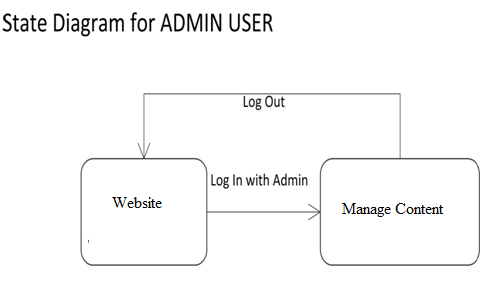 State Diagram for ADMIN USER
Log Out
Log In with Admin
Website
Manage Content